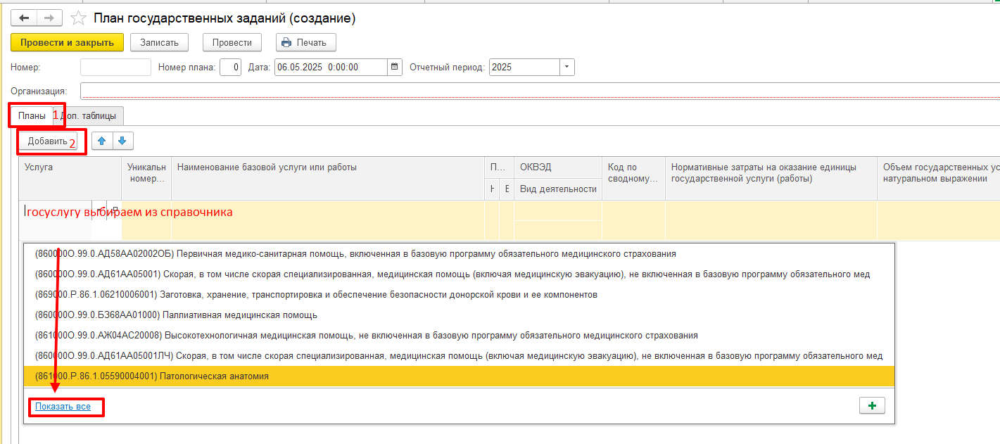 План государственных заданий (создание)
Провести и закрыть Записать Провести Печать
Номер: Номер плана: 0 Дата: 06.05.2025 0:00:00 Отчетный период: 2025
Организация:
Планы 1 Доп. таблицы
Добавить 2
Услуга Уникальн номер... Наименование базовой услуги или работы П... ОКВЭД Код по сводному... Нормативные затраты на оказание единицы государственной услуги (работы) Объем государственных ус натуральном выражении
Вид деятельности
госуслугу выбираем из справочника
(860000О.99.0.АД58АА02002ОБ) Первичная медико-санитарная помощь, включенная в базовую программу обязательного медицинского страхования
(860000О.99.0.АД61АА05001) Скорая, в том числе скорая специализированная, медицинская помощь (включая медицинскую эвакуацию), не включенная в базовую программу обязательного мед
(869000.Р.86.1.06210006001) Заготовка, хранение, транспортировка и обеспечение безопасности донорской крови и ее компонентов
(860000О.99.0.БЗ68АА01000) Паллиативная медицинская помощь
(861000О.99.0.АЖ04АС20008) Высокотехнологичная медицинская помощь, не включенная в базовую программу обязательного медицинского страхования
(860000О.99.0.АД61АА05001ЛЧ) Скорая, в том числе скорая специализированная, медицинская помощь (включая медицинскую эвакуацию), не включенная в базовую программу обязательного мед
(861000.Р.86.1.05590004001) Патологическая анатомия
Показать все